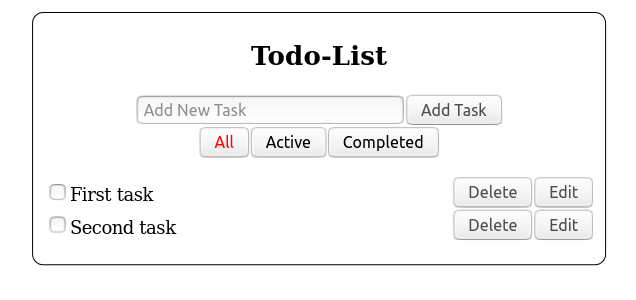 Todo-List
Add New Task Add Task
All Active Completed
First task Delete Edit
Second task Delete Edit